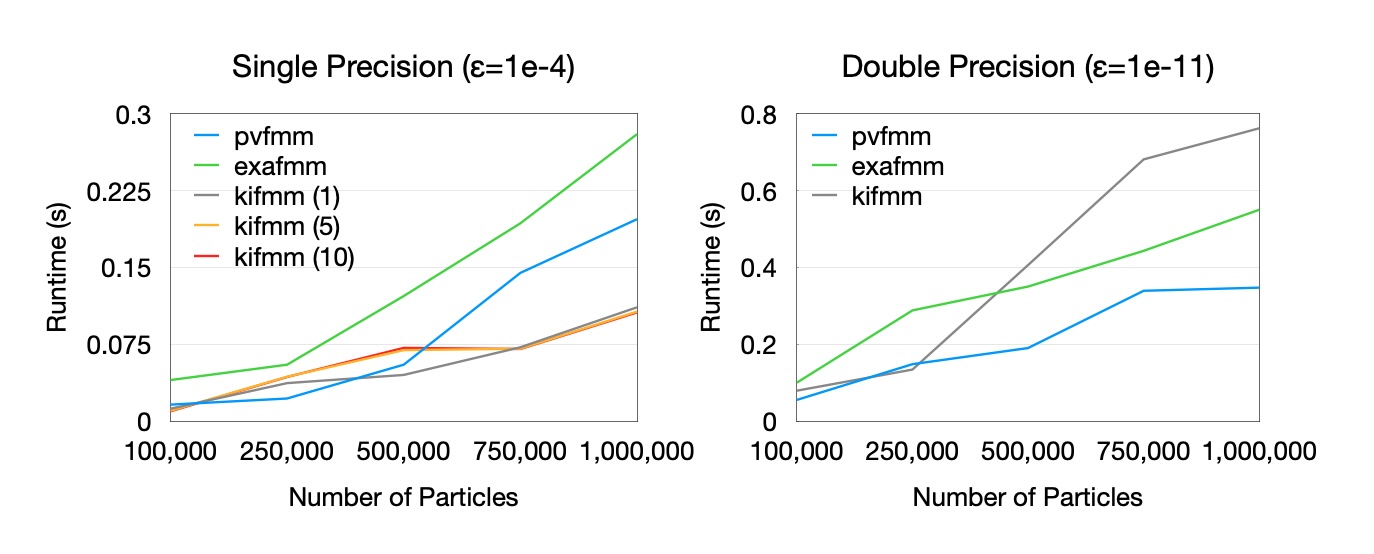 Single Precision (ε=1e-4)
0.3
0.225
0.15
0.075
0
Runtime (s)
pvfmm
exafmm
kifmm (1)
kifmm (5)
kifmm (10)
100,000 250,000 500,000 750,000 1,000,000
Number of Particles
Double Precision (ε=1e-11)
0.8
0.6
0.4
0.2
0
Runtime (s)
pvfmm
exafmm
kifmm
100,000 250,000 500,000 750,000 1,000,000
Number of Particles